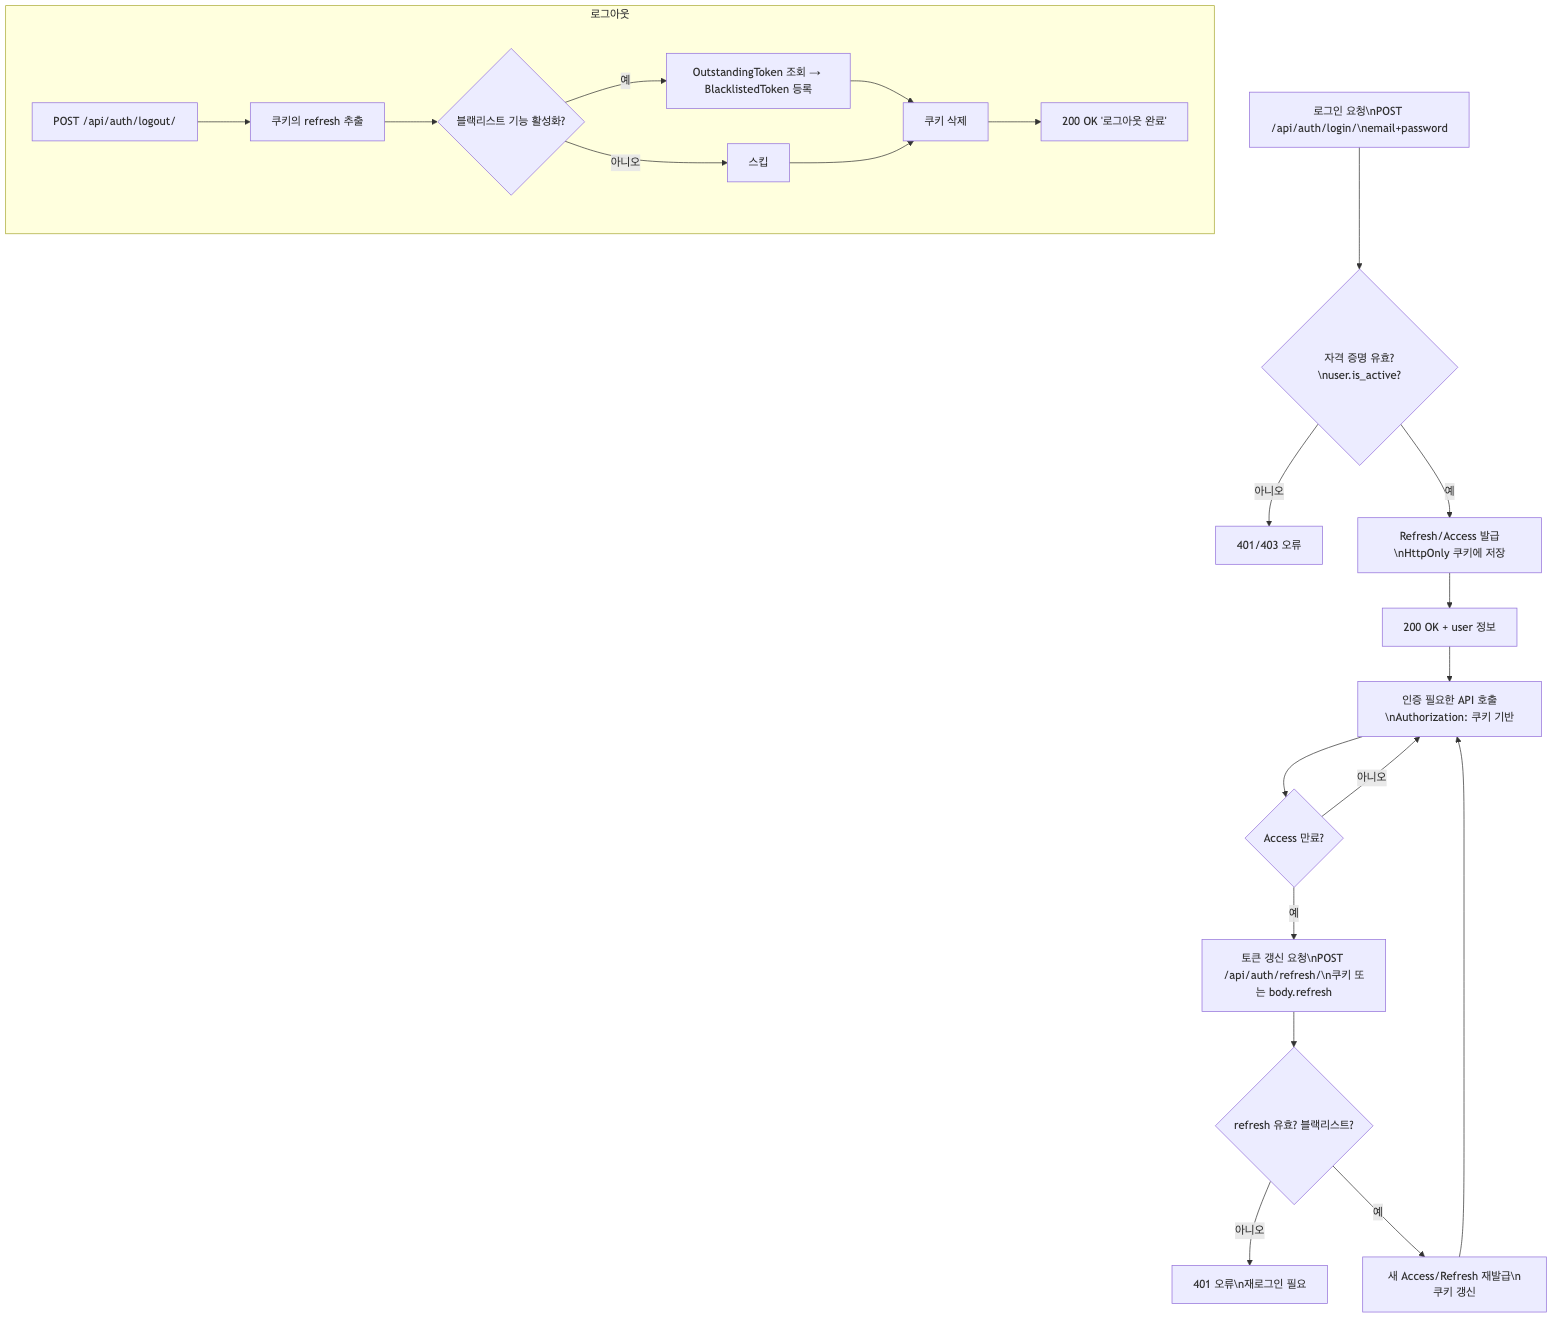 로그아웃
POST /api/auth/logout/
쿠키의 refresh 추출
블랙리스트 기능 활성화?
예
아니오
OutstandingToken 조회 →
BlacklistedToken 등록
스킵
쿠키 삭제
200 OK '로그아웃 완료'
로그인 요청\nPOST
/api/auth/login/\nemail+password
자격 증명 유효?
\nuser.is_active?
아니오
예
401/403 오류
Refresh/Access 발급
\nHttpOnly 쿠키에 저장
200 OK + user 정보
인증 필요한 API 호출
\nAuthorization: 쿠키 기반
아니오
Access 만료?
예
토큰 갱신 요청\nPOST
/api/auth/refresh/\n쿠키 또
는 body.refresh
refresh 유효? 블랙리스트?
아니오
예
401 오류\n재로그인 필요
새 Access/Refresh 재발급\n
쿠키 갱신